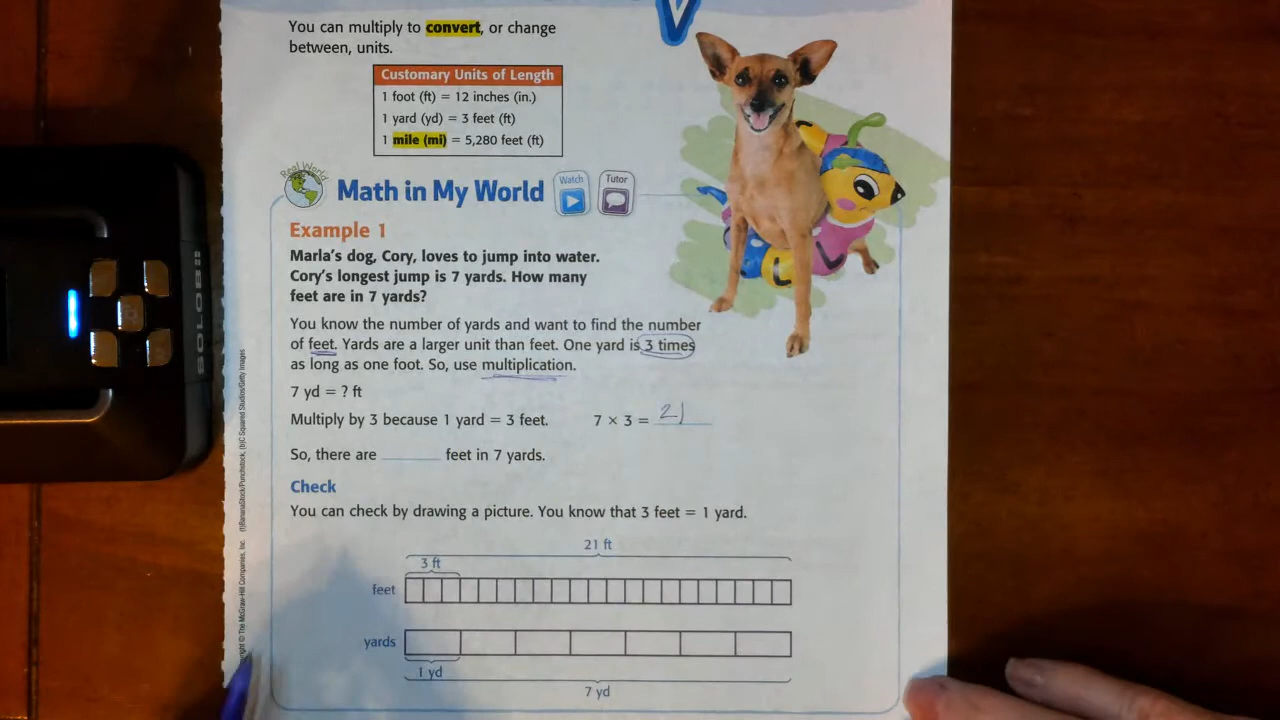 You can multiply to convert, or change
between, units.
Customary Units of Length
1 foot (ft) = 12 inches (in.)
1 yard (yd) = 3 feet (ft)
1 mile (mi) = 5,280 feet (ft)
Real World
Math in My World
Watch
Tutor
Example 1
Marla's dog, Cory, loves to jump into water.
Cory's longest jump is 7 yards. How many
feet are in 7 yards?
You know the number of yards and want to find the number
of feet. Yards are a larger unit than feet. One yard is 3 times
as long as one foot. So, use multiplication.
7 yd = ? ft
Multiply by 3 because 1 yard = 3 feet. 7 × 3 = 21
So, there are ______ feet in 7 yards.
Check
You can check by drawing a picture. You know that 3 feet = 1 yard.
21 ft
3 ft
feet
yards
1 yd
7 yd
SOLO8